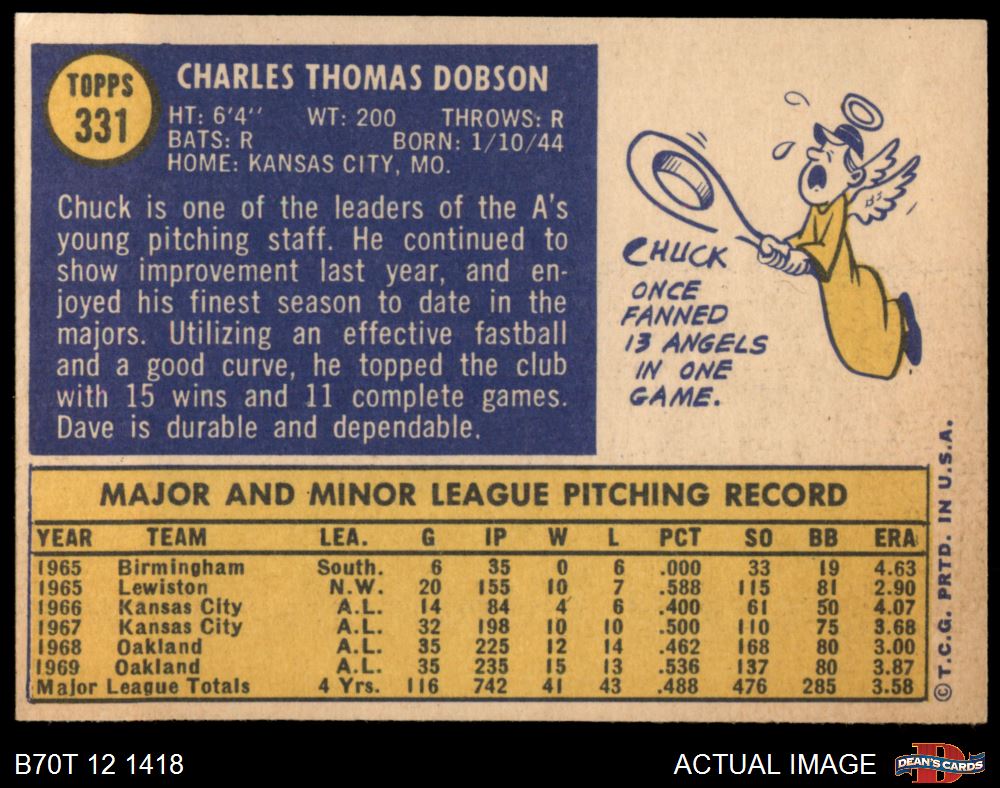 TOPPS
331
CHARLES THOMAS DOBSON
HT: 6'4'' WT: 200 THROWS: R
BATS: R BORN: 1/10/44
HOME: KANSAS CITY, MO.
Chuck is one of the leaders of the A's
young pitching staff. He continued to
show improvement last year, and en-
joyed his finest season to date in the
majors. Utilizing an effective fastball
and a good curve, he topped the club
with 15 wins and 11 complete games.
Dave is durable and dependable.
CHUCK
ONCE
FANNED
13 ANGELS
IN ONE
GAME.
MAJOR AND MINOR LEAGUE PITCHING RECORD
YEAR TEAM LEA. G IP W L PCT SO BB ERA
1965 Birmingham South. 6 35 0 6 .000 33 19 4.63
1965 Lewiston N.W. 20 155 10 7 .588 115 81 2.90
1966 Kansas City A.L. 14 84 4 6 .400 61 50 4.07
1967 Kansas City A.L. 32 198 10 10 .500 110 75 3.68
1968 Oakland A.L. 35 225 12 14 .462 168 80 3.00
1969 Oakland A.L. 35 235 15 13 .536 137 80 3.87
Major League Totals 4 Yrs. 116 742 41 43 .488 476 285 3.58
© T.C.G. PRTD. IN U.S.A.
B70T 12 1418
ACTUAL IMAGE
D
DEAN'S CARDS